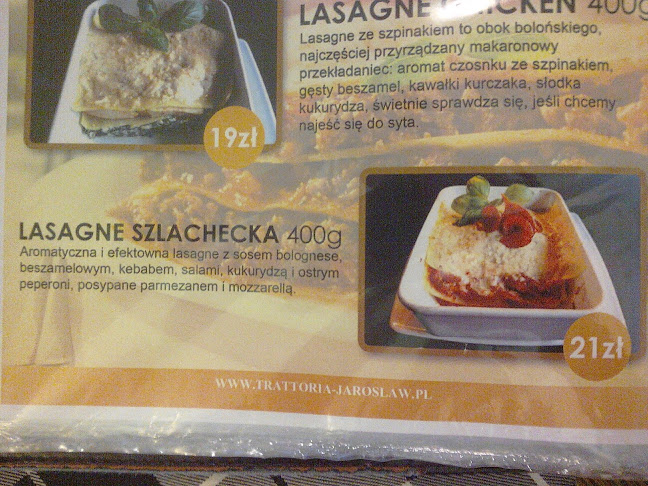 LASAGNE CHICKEN 400g
Lasagne ze szpinakiem to obok bolońskiego,
najczęściej przyrządzany makaronowy
przekładaniec: aromat czosnku ze szpinakiem,
gęsty beszamel, kawałki kurczaka, słodka
kukurydza, świetnie sprawdza się, jeśli chcemy
najeść się do syta.
19zł
LASAGNE SZLACHECKA 400g
Aromatyczna i efektowna lasagne z sosem bolognese,
beszamelowym, kebabem, salami, kukurydzą i ostrym
peperoni, posypane parmezanem i mozzarellą.
21zł
WWW.TRATTORIA-JAROSLAW.PL